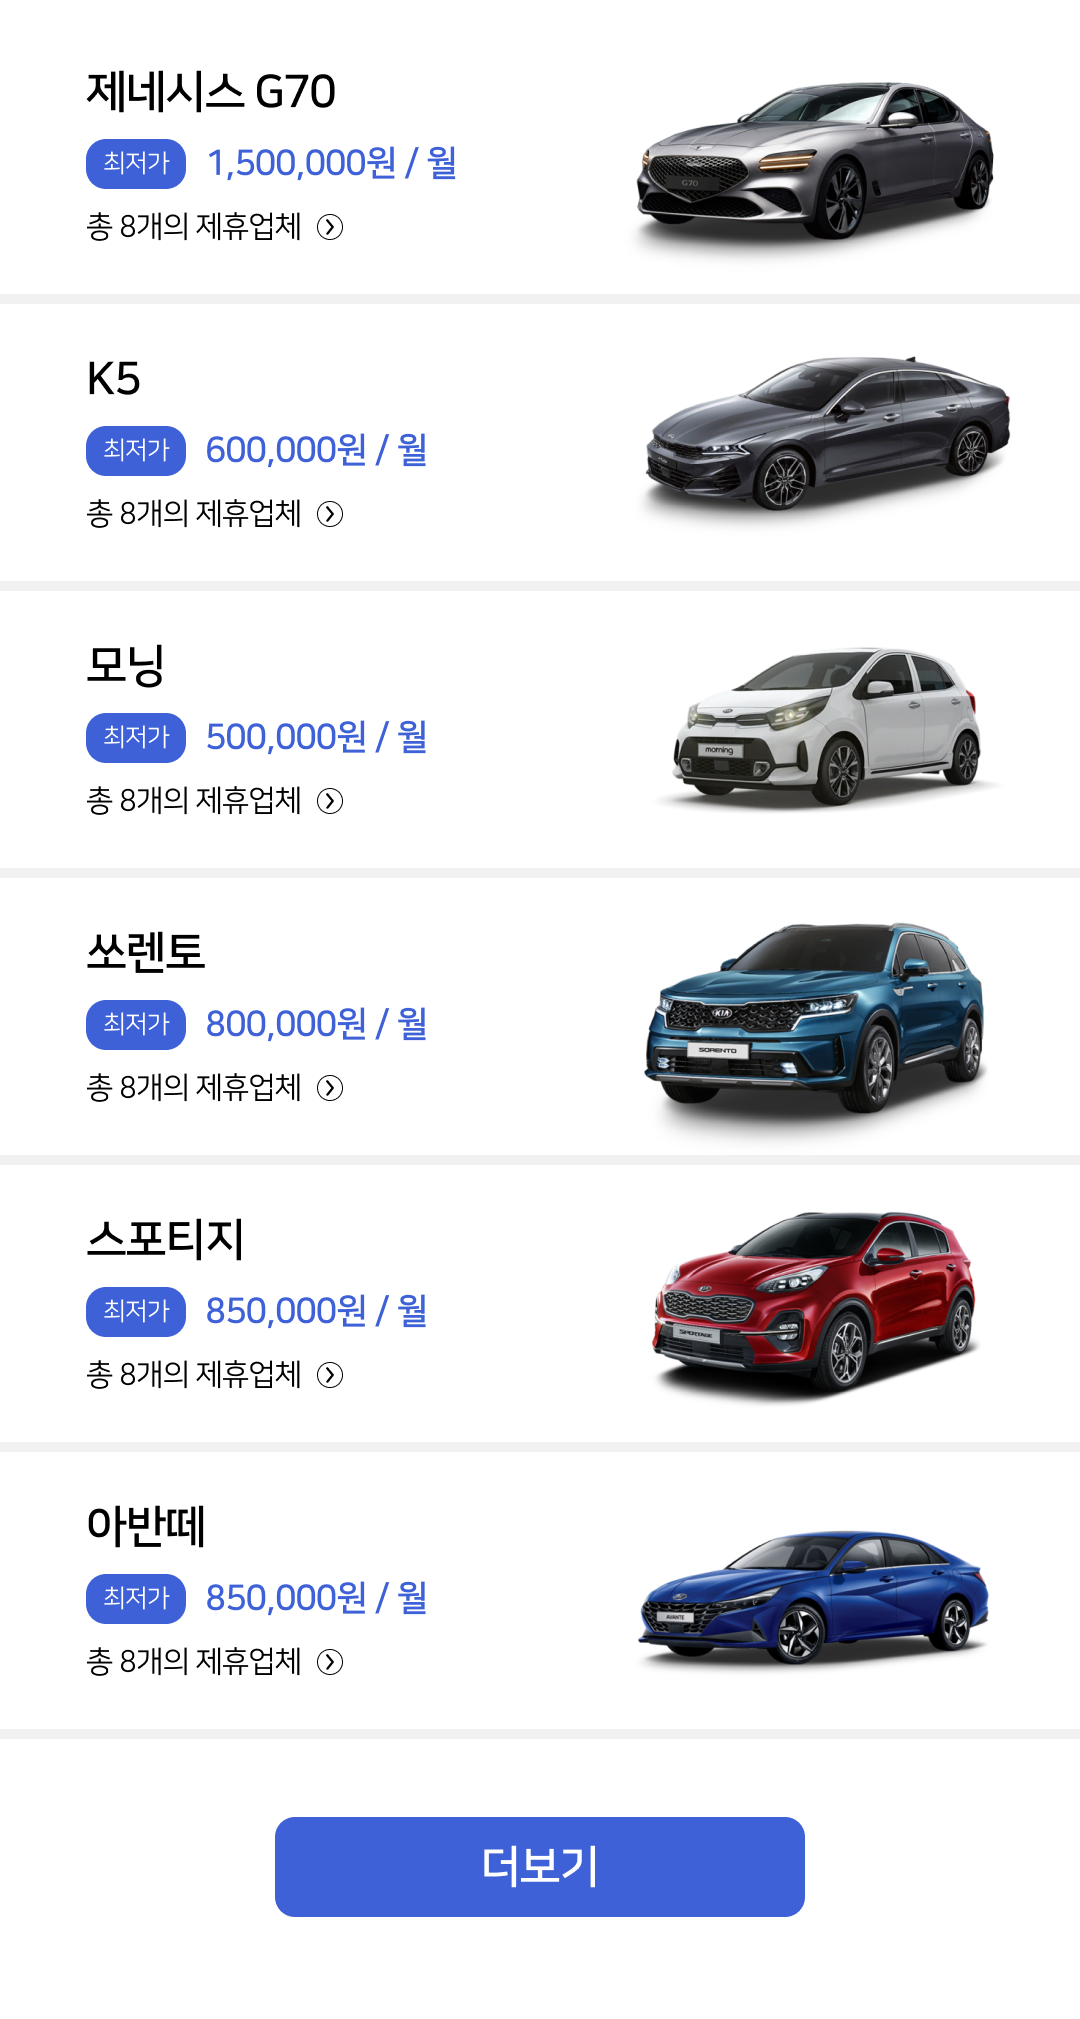 제네시스 G70
최저가 1,500,000원 / 월
총 8개의 제휴업체
G70
K5
최저가 600,000원 / 월
총 8개의 제휴업체
모닝
최저가 500,000원 / 월
총 8개의 제휴업체
morning
쏘렌토
최저가 800,000원 / 월
총 8개의 제휴업체
KIA
SORENTO
스포티지
최저가 850,000원 / 월
총 8개의 제휴업체
SPORTAGE
아반떼
최저가 850,000원 / 월
총 8개의 제휴업체
AVANTE
더보기